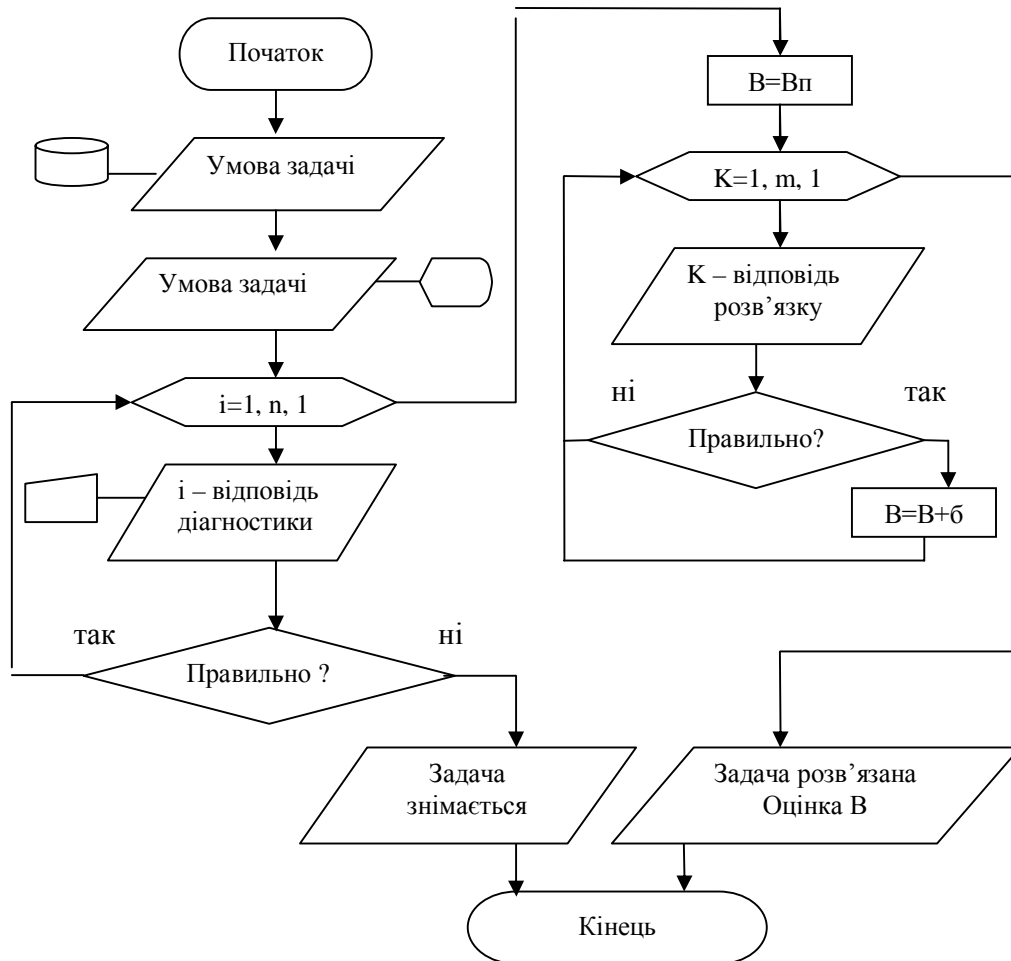 Початок
Умова задачі
Умова задачі
i=1, n, 1
i – відповідь
діагностики
так
ні
Правильно ?
Задача
знімається
В=Вп
K=1, m, 1
K – відповідь
розв’язку
ні
так
Правильно?
В=В+б
Задача розв’язана
Оцінка В
Кінець